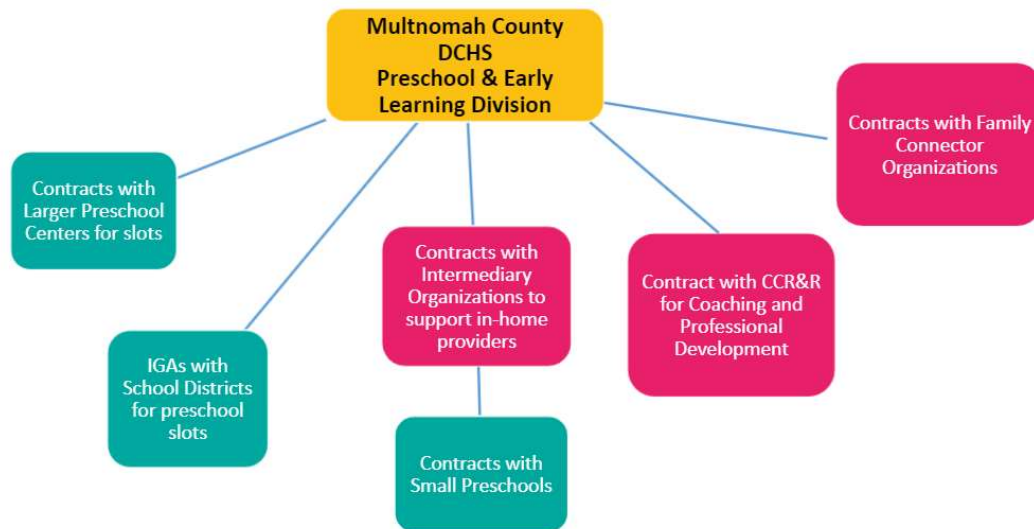 Multnomah County
DCHS
Preschool & Early
Learning Division
Contracts with Family
Connector
Organizations
Contracts with
Larger Preschool
Centers for slots
Contracts with
Intermediary
Organizations to
support in-home
providers
Contract with CCR&R
for Coaching and
Professional
Development
IGAs with
School Districts
for preschool
slots
Contracts with
Small Preschools